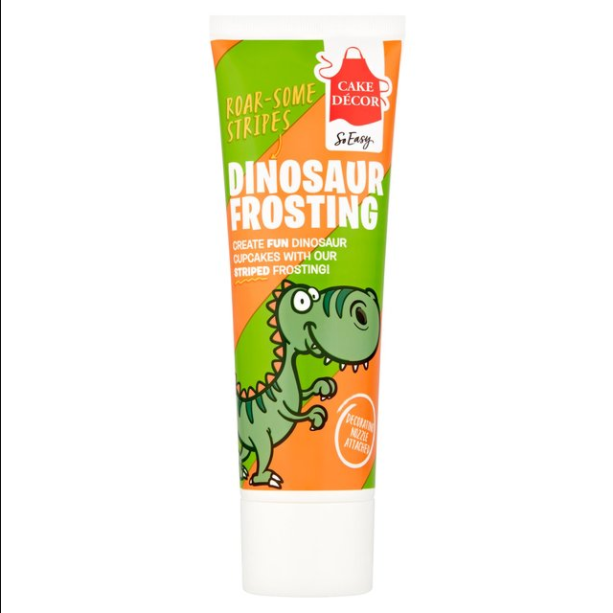 ROAR-SOME
STRIPES
CAKE
DÉCOR
So Easy
DINOSAUR
FROSTING
CREATE FUN DINOSAUR
CUPCAKES WITH OUR
STRIPED FROSTING!
DECORATING
NOZZLE
ATTACHED